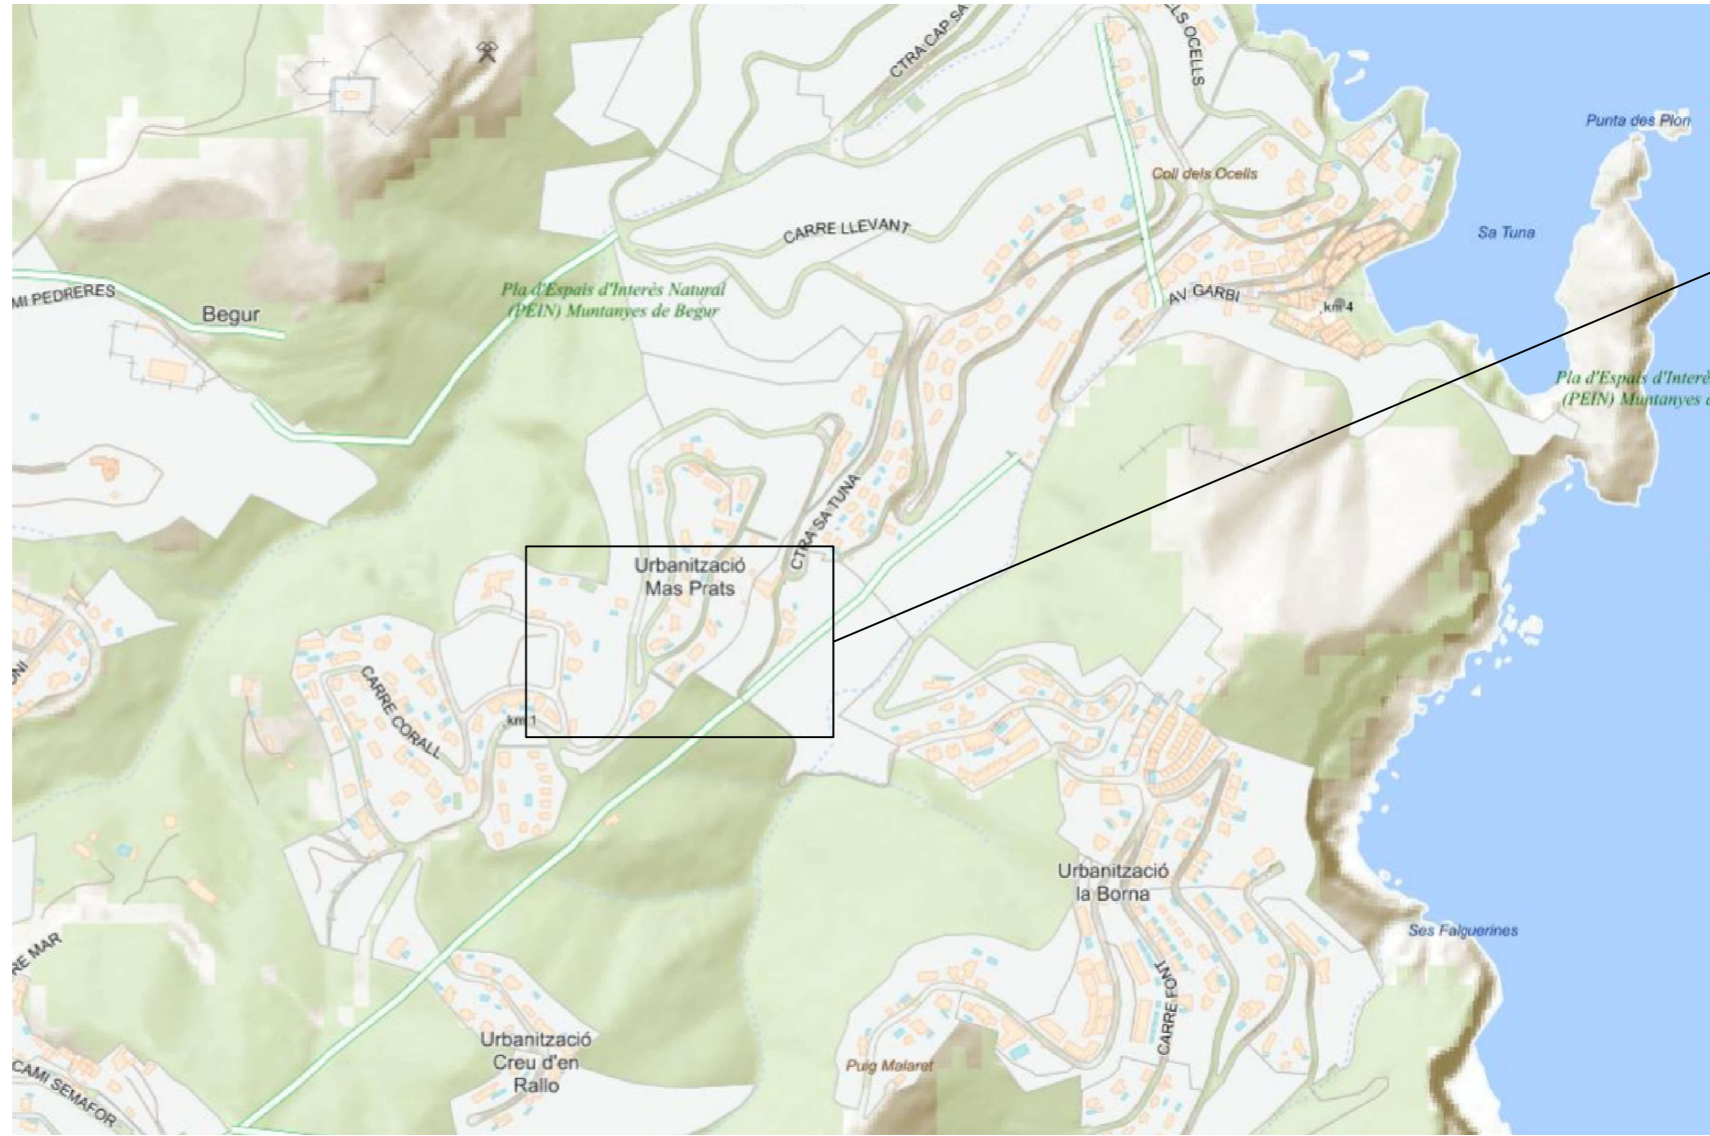 CTRA CAP SA
ELS OCELLS
Punta des Plon
Coll dels Ocells
CARRE LLEVANT
Sa Tuna
MI PEDRERES
Begur
Pla d'Espais d'Interès Natural
(PEIN) Muntanyes de Begur
AV GARBI
km 4
Pla d'Espais d'Interè
(PEIN) Muntanyes d
CTRA SA TUNA
Urbanització
Mas Prats
ONI
CARRE CORALL
km 1
Urbanització
la Borna
RE MAR
Ses Falguerines
CARRE FONT
Urbanització
Creu d'en
Rallo
Puig Malaret
CAMI SEMAFOR